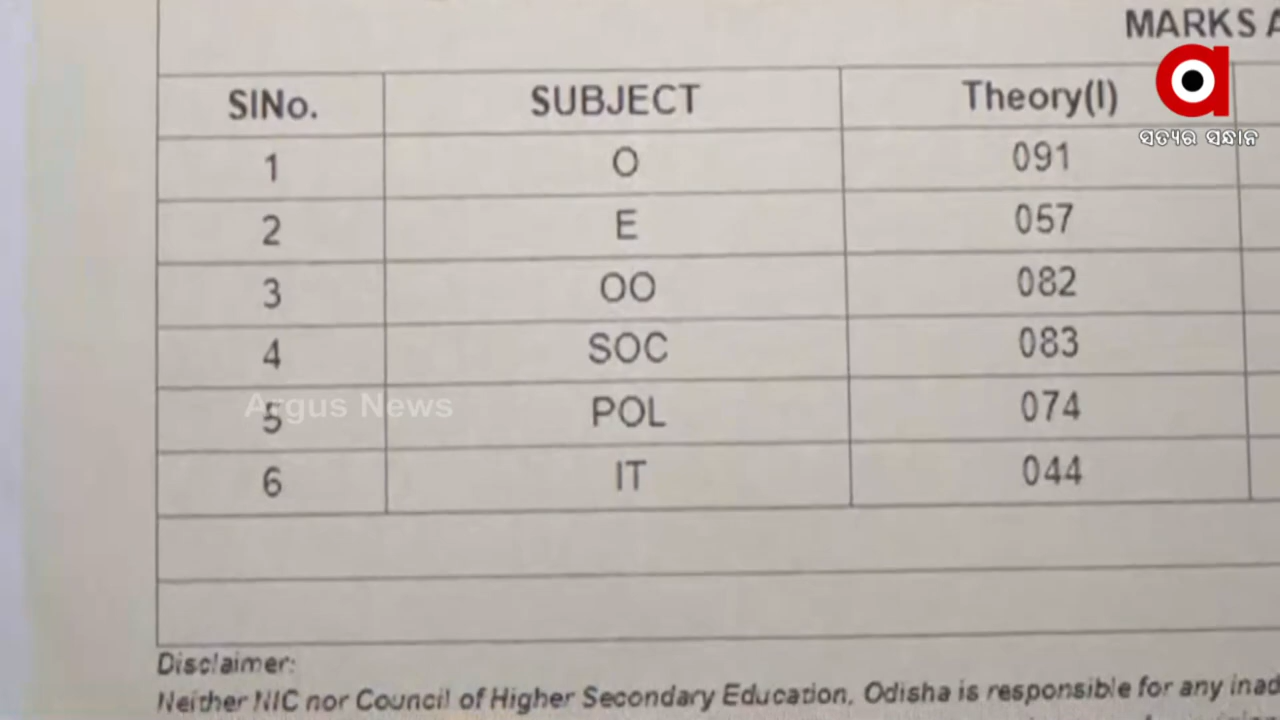 MARKS A
SlNo. SUBJECT Theory(I)
ସତ୍ୟର ସନ୍ଧାନ
1 O 091
2 E 057
3 OO 082
4 SOC 083
5 POL 074
Argus News
6 IT 044
Disclaimer:
Neither NIC nor Council of Higher Secondary Education, Odisha is responsible for any inad